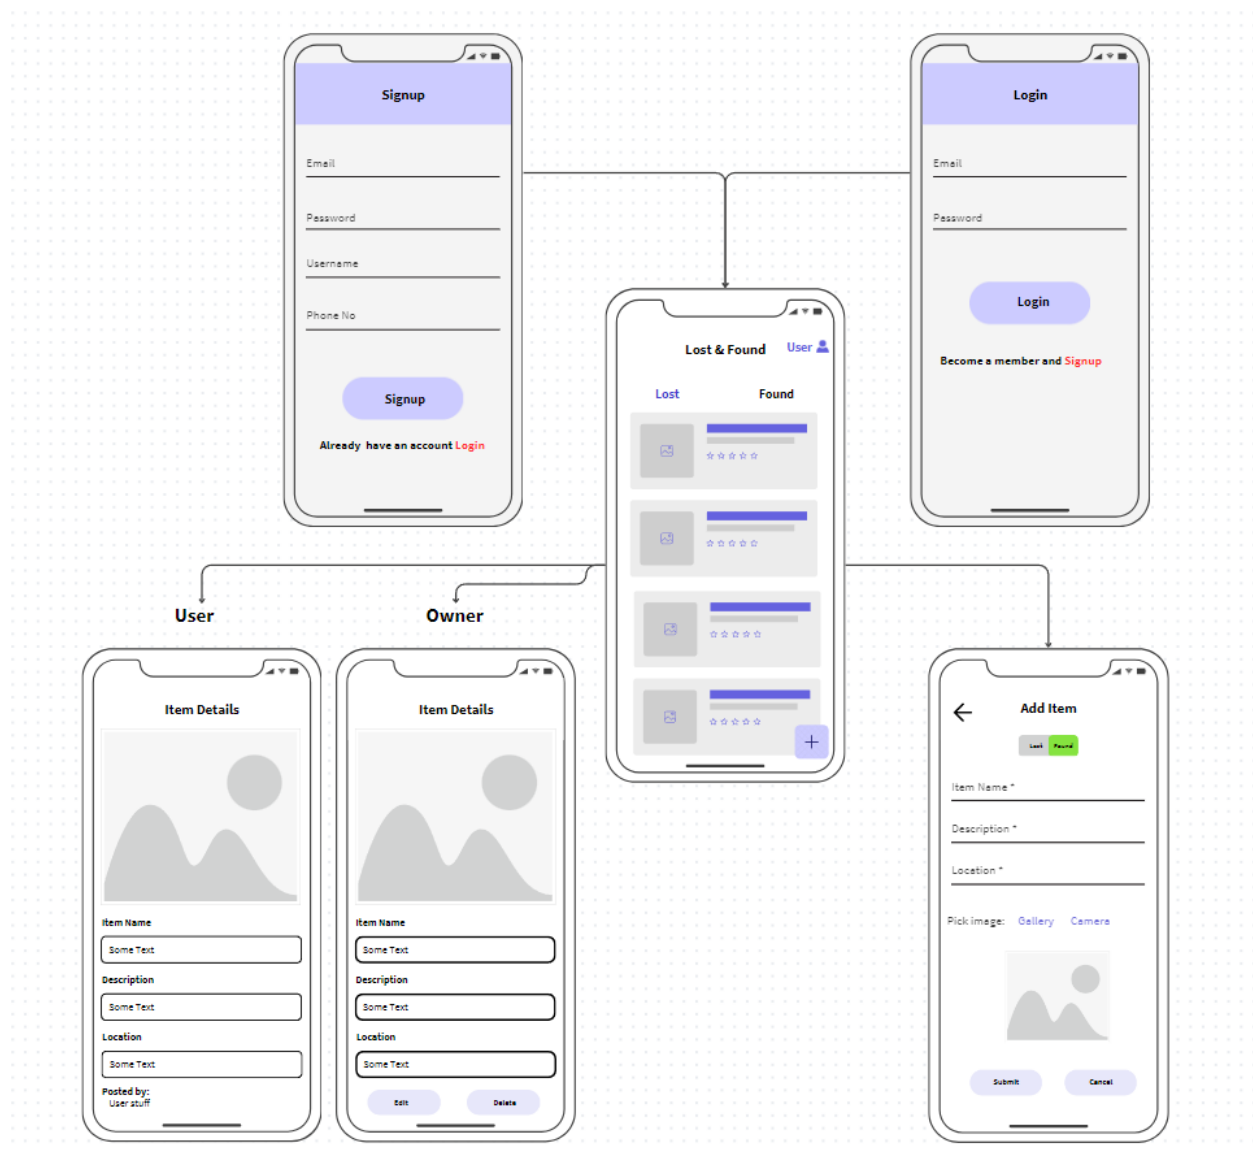 Signup
Email
Password
Username
Phone No
Signup
Already have an account Login
Login
Email
Password
Login
Become a member and Signup
Lost & Found User
Lost Found
User
Item Details
Item Name
Some Text
Description
Some Text
Location
Some Text
Posted by:
User stuff
Owner
Item Details
Item Name
Some Text
Description
Some Text
Location
Some Text
Edit Delete
Add Item
Lost Found
Item Name *
Description *
Location *
Pick image: Gallery Camera
Submit Cancel